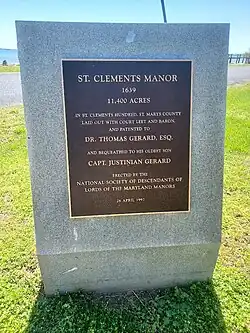 ST. CLEMENTS MANOR
1639
11,400 ACRES
IN ST. CLEMENTS HUNDRED, ST. MARYS COUNTY
LAID OUT WITH COURT LEET AND BARON,
AND PATENTED TO
DR. THOMAS GERARD, ESQ.
AND BEQUEATHED TO HIS OLDEST SON
CAPT. JUSTINIAN GERARD
ERECTED BY THE
NATIONAL SOCIETY OF DESCENDANTS OF
LORDS OF THE MARYLAND MANORS
APRIL